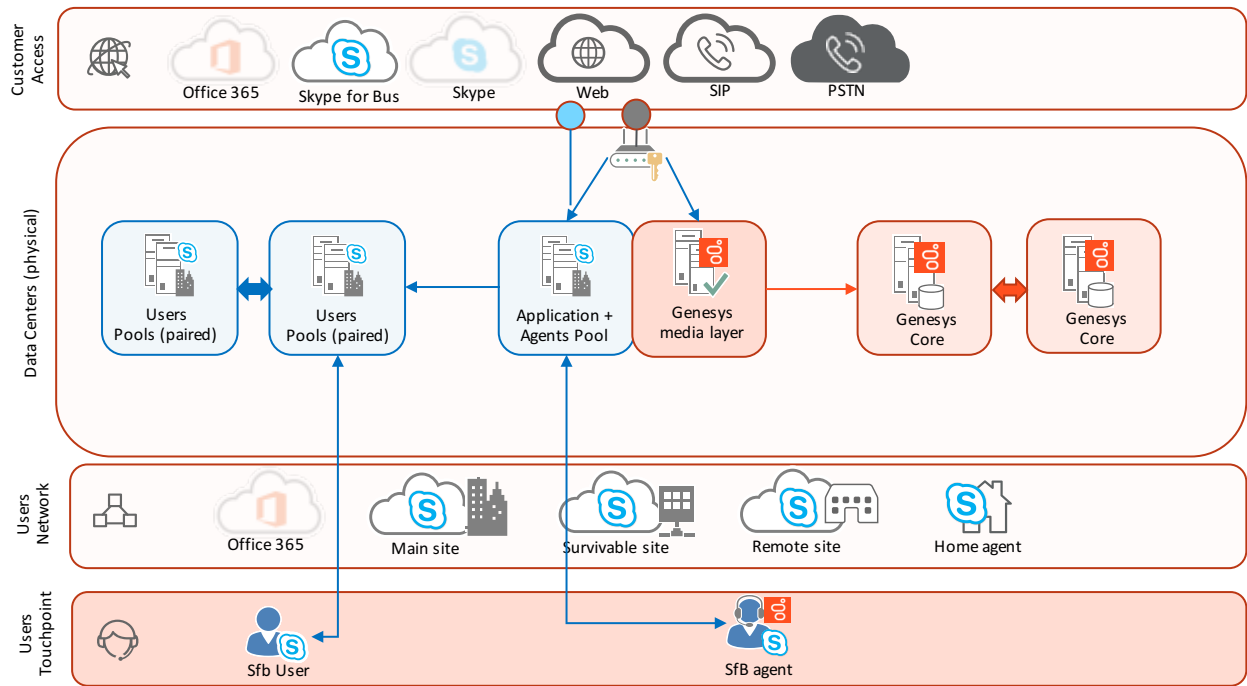 Customer
Access
Office 365
Skype for Bus
Skype
Web
SIP
PSTN
Data Centers (physical)
Users
Pools (paired)
Users
Pools (paired)
Application +
Agents Pool
Genesys
media layer
Genesys
Core
Genesys
Core
Users
Network
Office 365
Main site
Survivable site
Remote site
Home agent
Users
Touchpoint
Sfb User
SfB agent